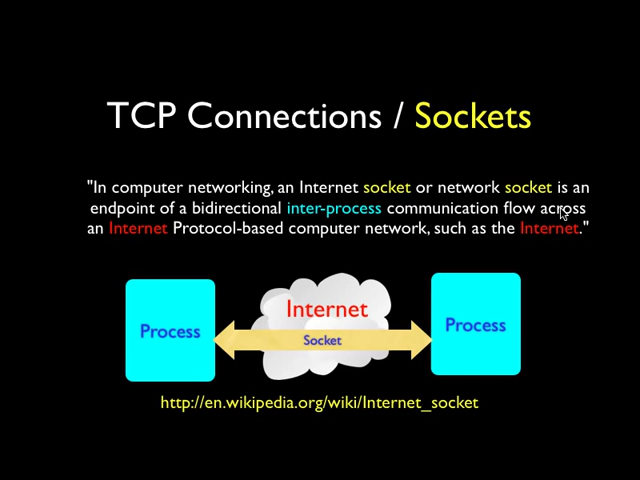 TCP Connections / Sockets
"In computer networking, an Internet socket or network socket is an
endpoint of a bidirectional inter-process communication flow across
an Internet Protocol-based computer network, such as the Internet."
Internet
Process
Socket
Process
http://en.wikipedia.org/wiki/Internet_socket